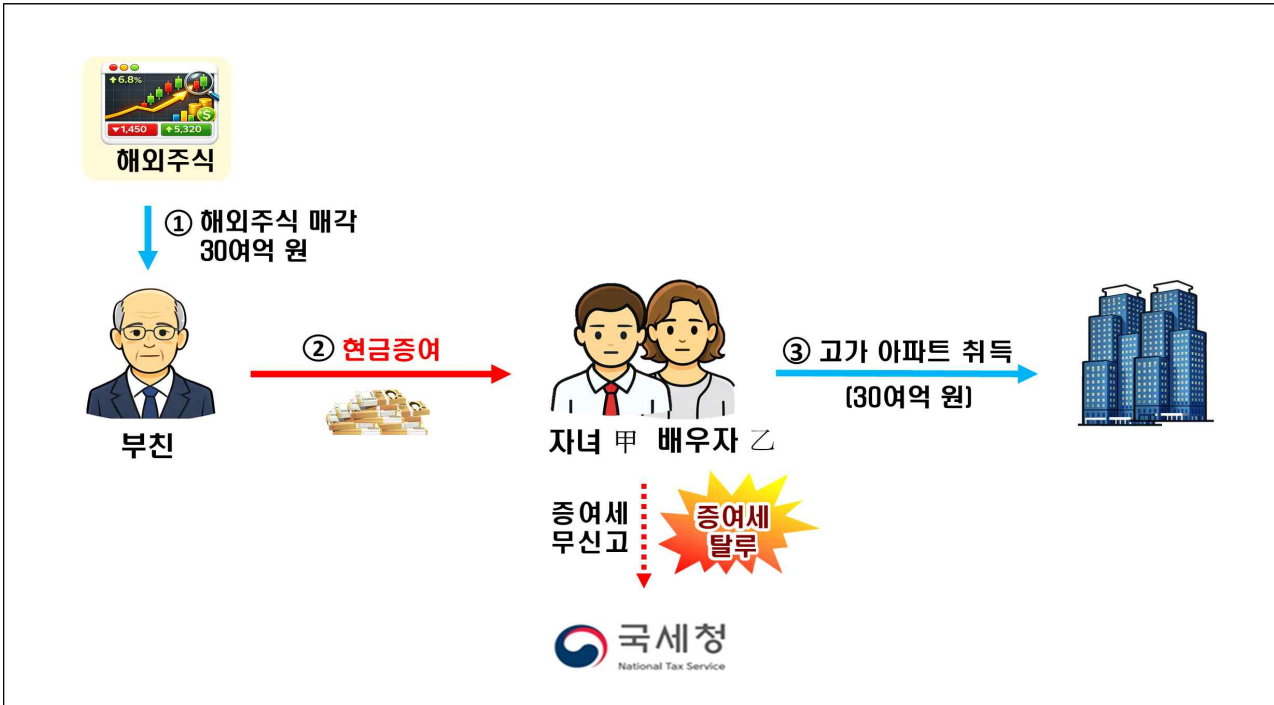 ↑6.8%
▼1,450 ↑5,320
해외주식
① 해외주식 매각
30여억 원
② 현금증여
③ 고가 아파트 취득
(30여억 원)
부친
자녀 甲 배우자 乙
증여세
무신고
증여세
탈루
국세청
National Tax Service